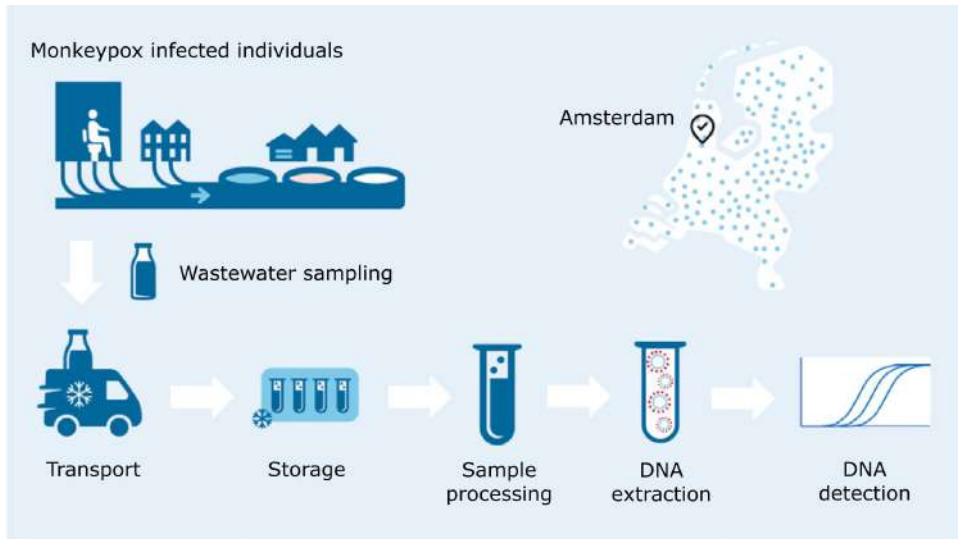 Monkeypox infected individuals
Amsterdam
Wastewater sampling
Transport
Storage
Sample
processing
DNA
extraction
DNA
detection